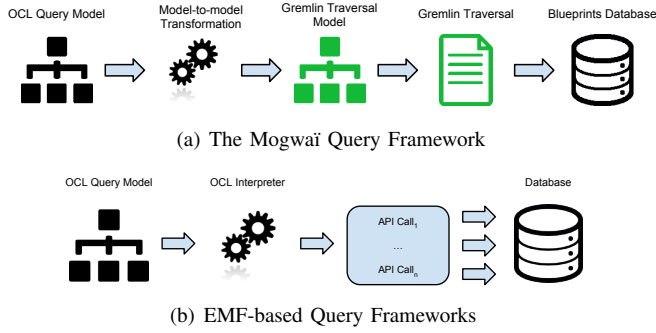 OCL Query Model
Model-to-model
Transformation
Gremlin Traversal
Model
Gremlin Traversal
Blueprints Database
(a) The Mogwaï Query Framework
OCL Query Model
OCL Interpreter
Database
API Call1
...
API Calln
(b) EMF-based Query Frameworks